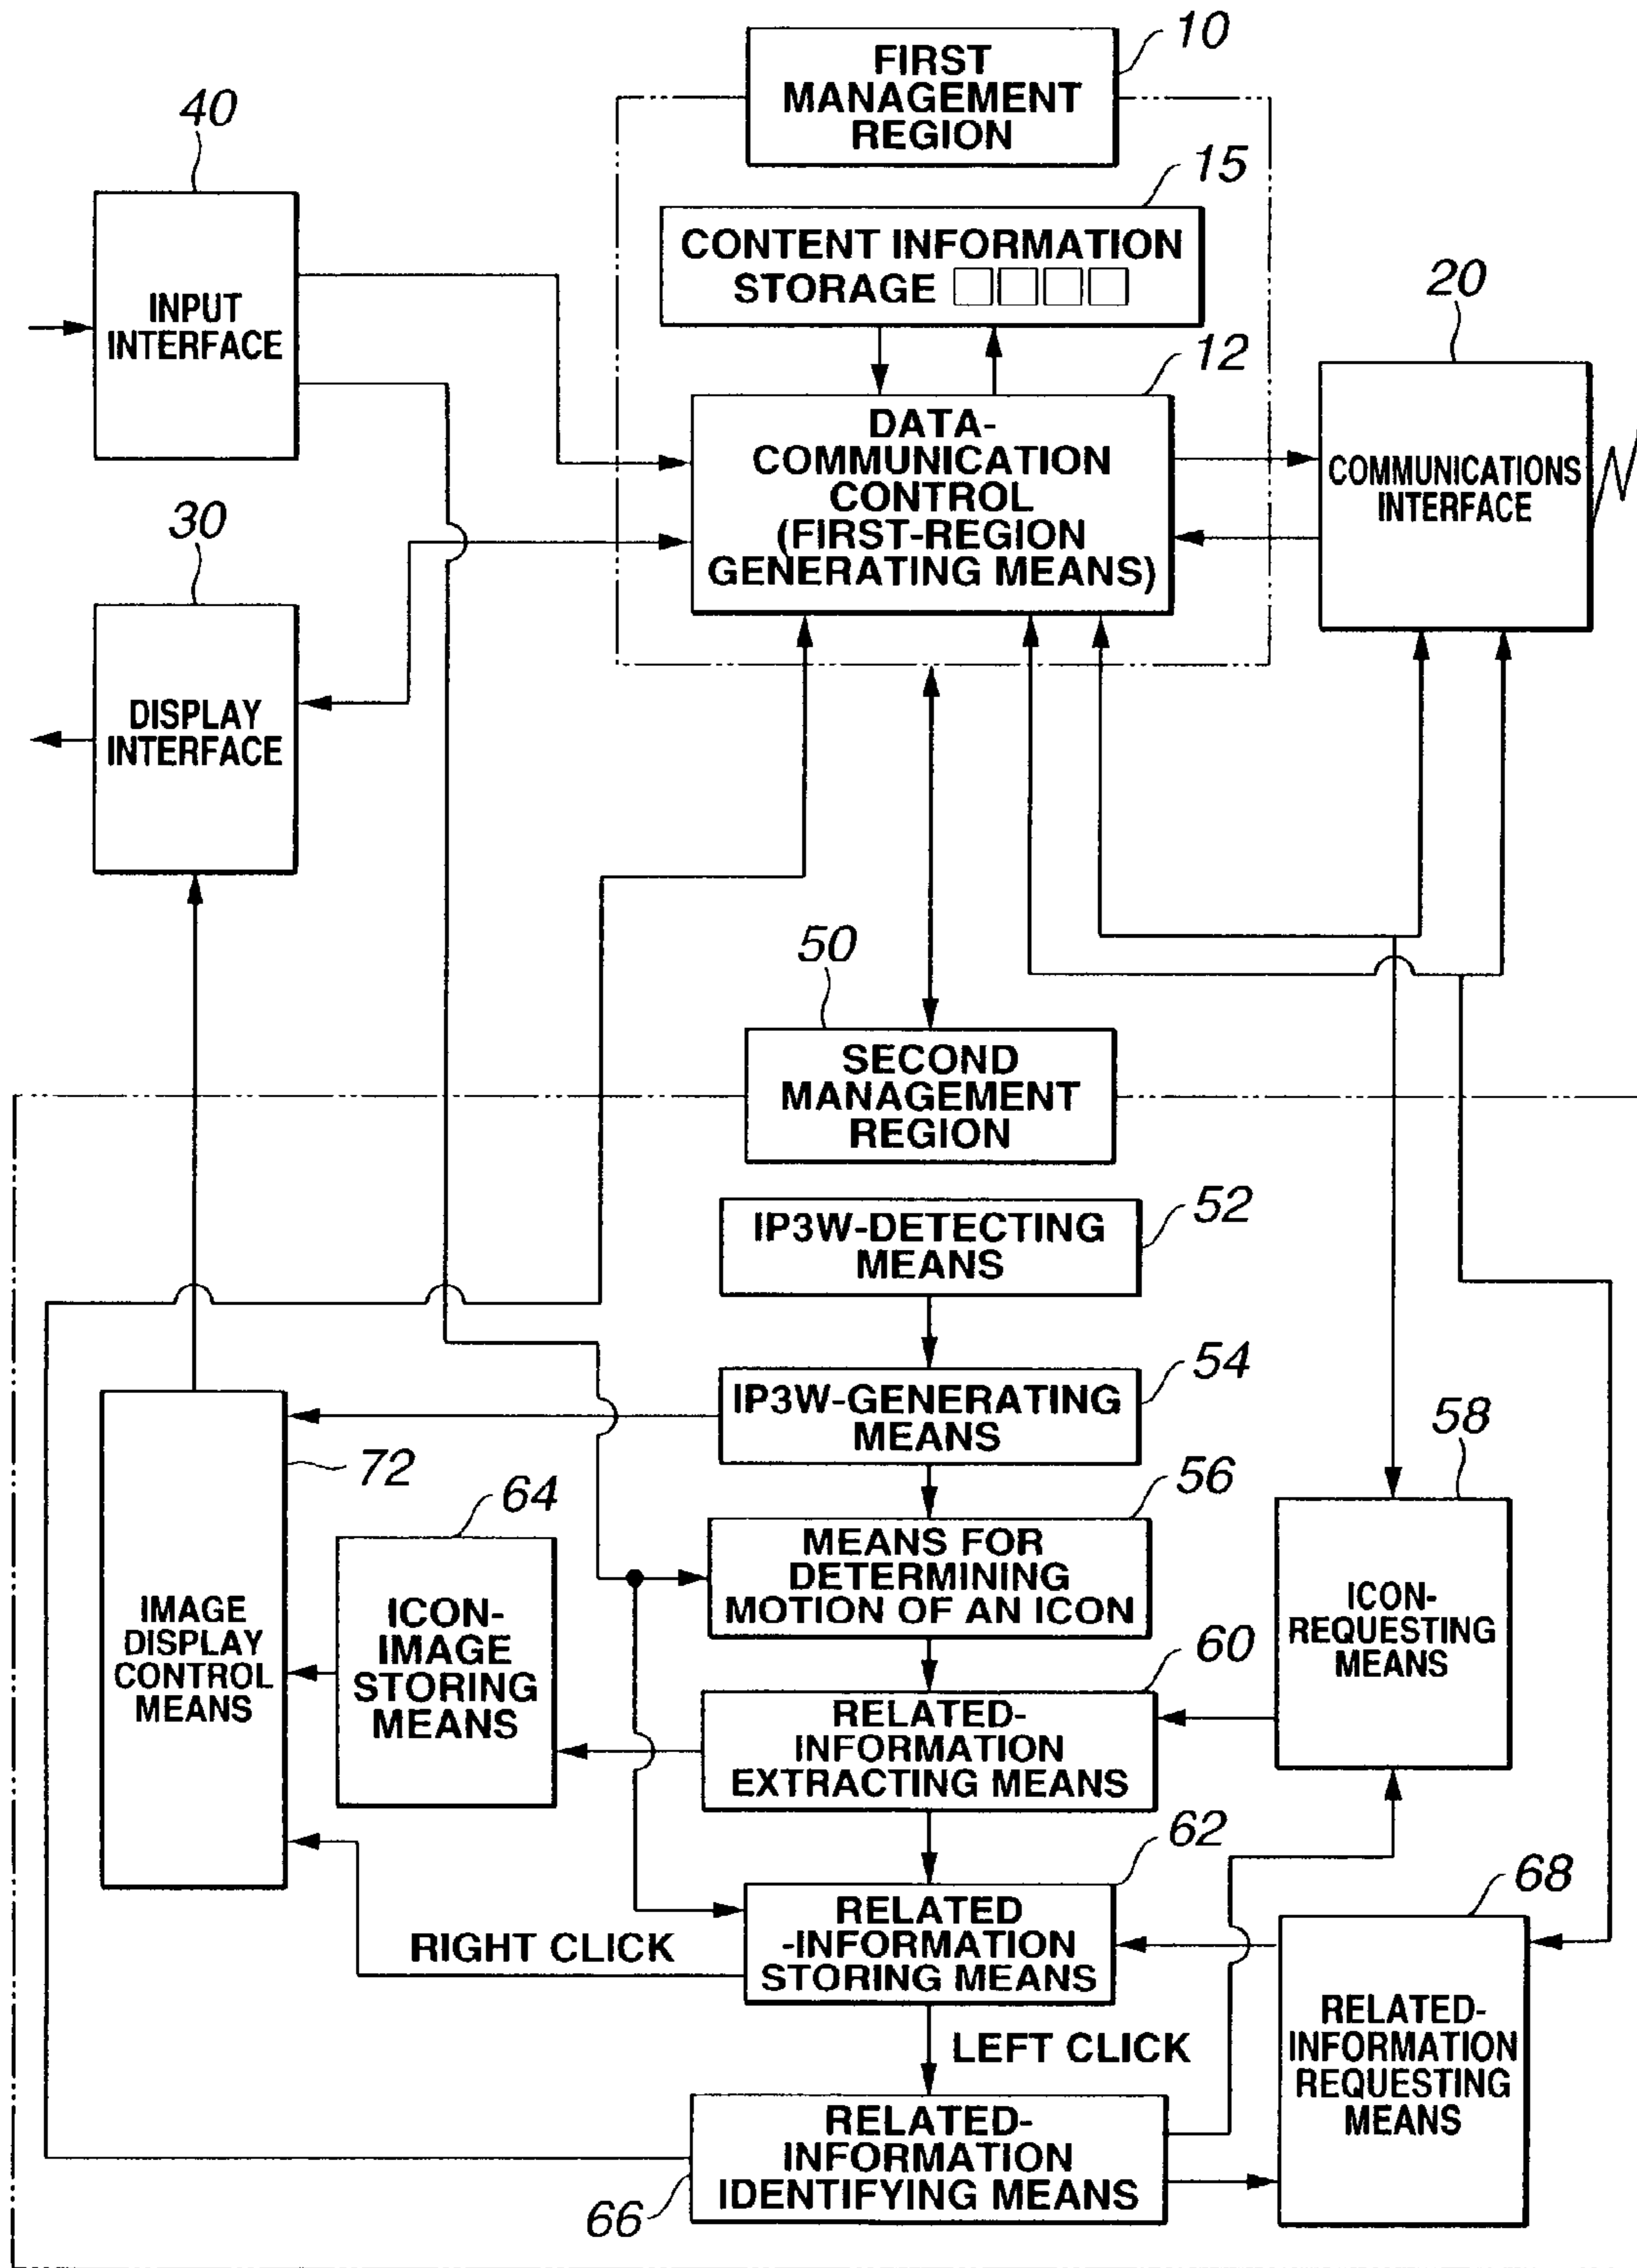 10
FIRST
MANAGEMENT
REGION
40
15
CONTENT INFORMATION
STORAGE
INPUT
INTERFACE
20
12
DATA-
COMMUNICATION
CONTROL
(FIRST-REGION
GENERATING MEANS)
COMMUNICATIONS
INTERFACE
30
DISPLAY
INTERFACE
50
SECOND
MANAGEMENT
REGION
52
IP3W-DETECTING
MEANS
54
IP3W-GENERATING
MEANS
58
72
64
56
MEANS FOR
DETERMINING
MOTION OF AN ICON
IMAGE
DISPLAY
CONTROL
MEANS
ICON-
IMAGE
STORING
MEANS
ICON-
REQUESTING
MEANS
60
RELATED-
INFORMATION
EXTRACTING MEANS
62
68
RELATED
-INFORMATION
STORING MEANS
RIGHT CLICK
LEFT CLICK
RELATED-
INFORMATION
REQUESTING
MEANS
RELATED-
INFORMATION
IDENTIFYING MEANS
66